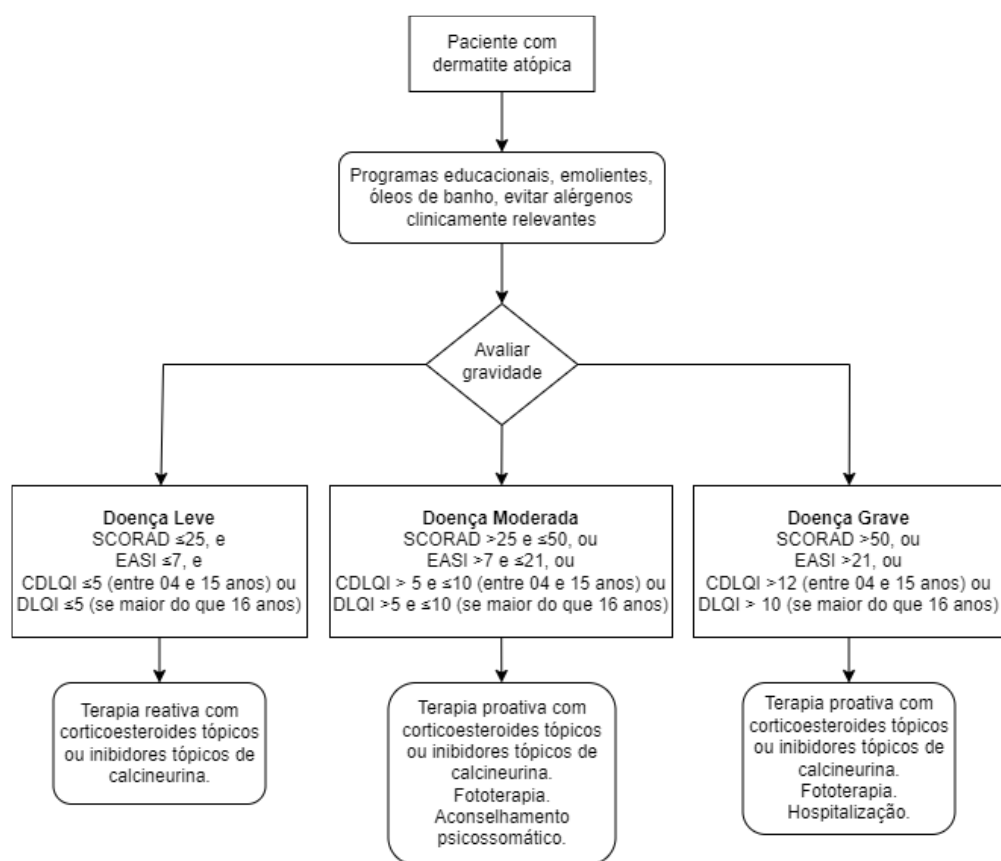 Paciente com
dermatite atópica
Programas educacionais, emolientes,
óleos de banho, evitar alérgenos
clinicamente relevantes
Avaliar
gravidade
Doença Leve
SCORAD ≤25, e
EASI ≤7, e
CDLQI ≤5 (entre 04 e 15 anos) ou
DLQI ≤5 (se maior do que 16 anos)
Doença Moderada
SCORAD >25 e ≤50, ou
EASI >7 e ≤21, ou
CDLQI > 5 e ≤10 (entre 04 e 15 anos) ou
DLQI >5 e ≤10 (se maior do que 16 anos)
Doença Grave
SCORAD >50, ou
EASI >21, ou
CDLQI >12 (entre 04 e 15 anos) ou
DLQI > 10 (se maior do que 16 anos)
Terapia reativa com
corticoesteroides tópicos
ou inibidores tópicos de
calcineurina.
Terapia proativa com
corticoesteroides tópicos
ou inibidores tópicos de
calcineurina.
Fototerapia.
Aconselhamento
psicossomático.
Terapia proativa com
corticoesteroides tópicos
ou inibidores tópicos de
calcineurina.
Fototerapia.
Hospitalização.